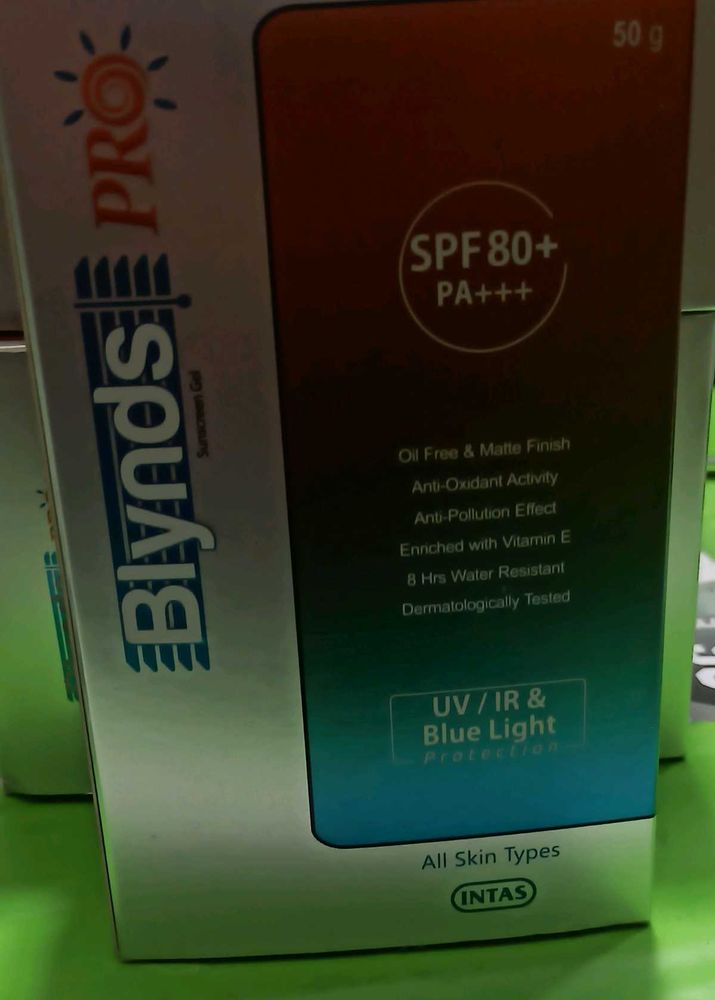 50 g
PRO
Blynds
Sunscreen Gel
SPF 80+
PA+++
Oil Free & Matte Finish
Anti-Oxidant Activity
Anti-Pollution Effect
Enriched with Vitamin E
8 Hrs Water Resistant
Dermatologically Tested
UV / IR &
Blue Light
Protection
All Skin Types
INTAS